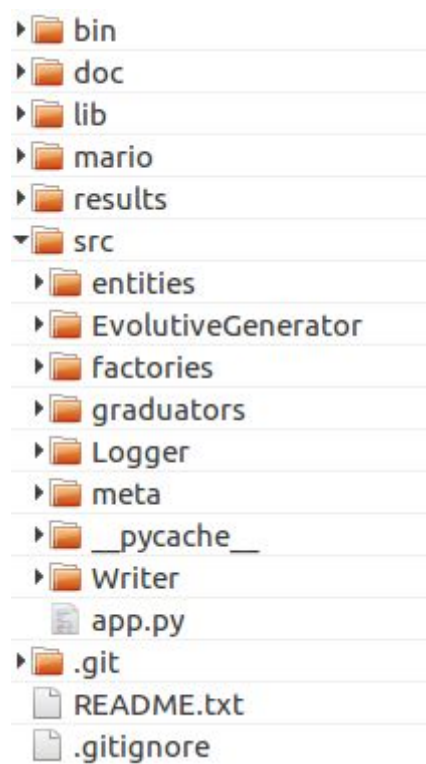 bin
doc
lib
mario
results
src
entities
EvolutiveGenerator
factories
graduators
Logger
meta
__pycache__
Writer
app.py
.git
README.txt
.gitignore